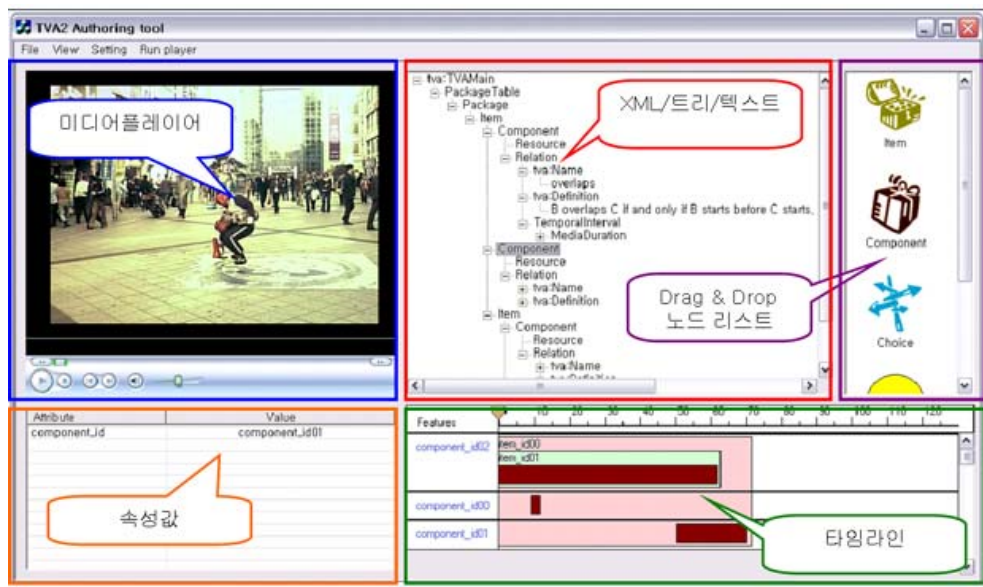 TVA2 Authoring tool
File View Setting Run player
미디어플레이어
tva:TVAMain
PackageTable
Package
Item
Component
Resource
Relation
tva:Name
overlaps
tva:Definition
B overlaps C if and only if B starts before C starts,
TemporalInterval
MediaDuration
Component
Resource
Relation
tva:Name
tva:Definition
Item
Component
Resource
Relation
tva:Name
tva:Definition
XML/트리/텍스트
Drag & Drop
노드 리스트
Item
Component
Choice
Attribute Value
component_id component_id01
속성값
Features 10 20 30 40 50 60 70 80 90 100 110 120
component_id02 item_id00
item_id01
component_id00
component_id01
타임라인